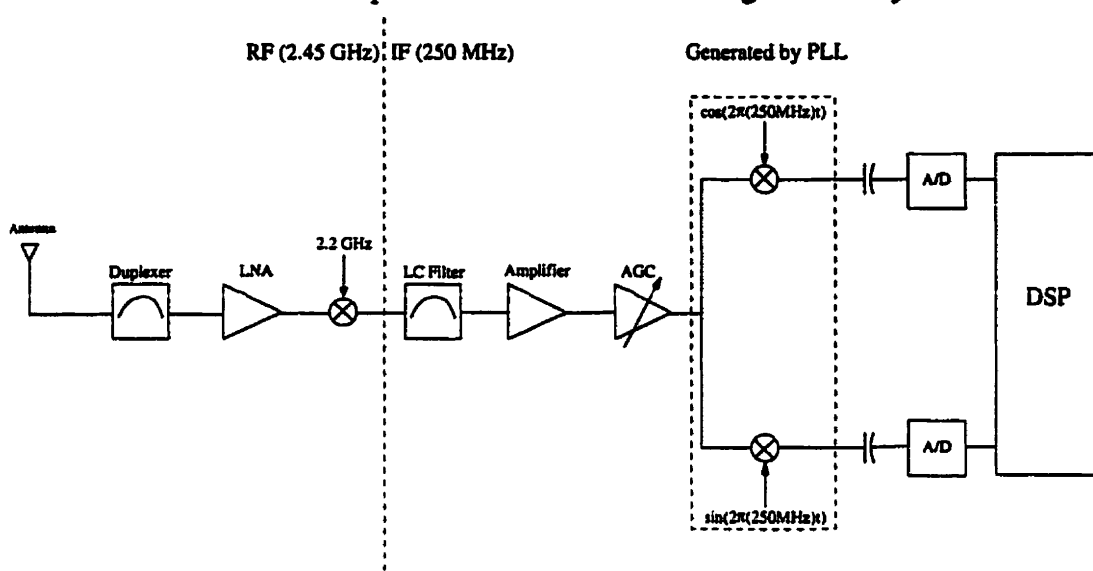 RF (2.45 GHz) IF (250 MHz)
Generated by PLL
cos(2π(250MHz)t)
A/D
Antenna
Duplexer
LNA
2.2 GHz
LC Filter
Amplifier
AGC
DSP
A/D
sin(2π(250MHz)t)